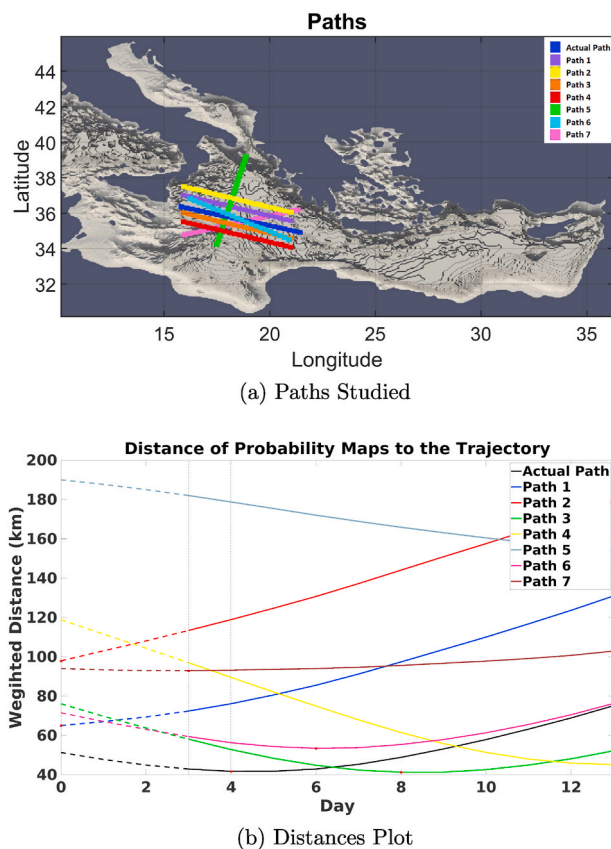 Paths
44
42
40
38
36
34
32
Latitude
15
20
25
30
35
Longitude
Actual Path
Path 1
Path 2
Path 3
Path 4
Path 5
Path 6
Path 7
(a) Paths Studied
Distance of Probability Maps to the Trajectory
200
180
160
140
120
100
80
60
40
Wegihted Distance (km)
0
2
4
6
8
10
12
Day
Actual Path
Path 1
Path 2
Path 3
Path 4
Path 5
Path 6
Path 7
(b) Distances Plot